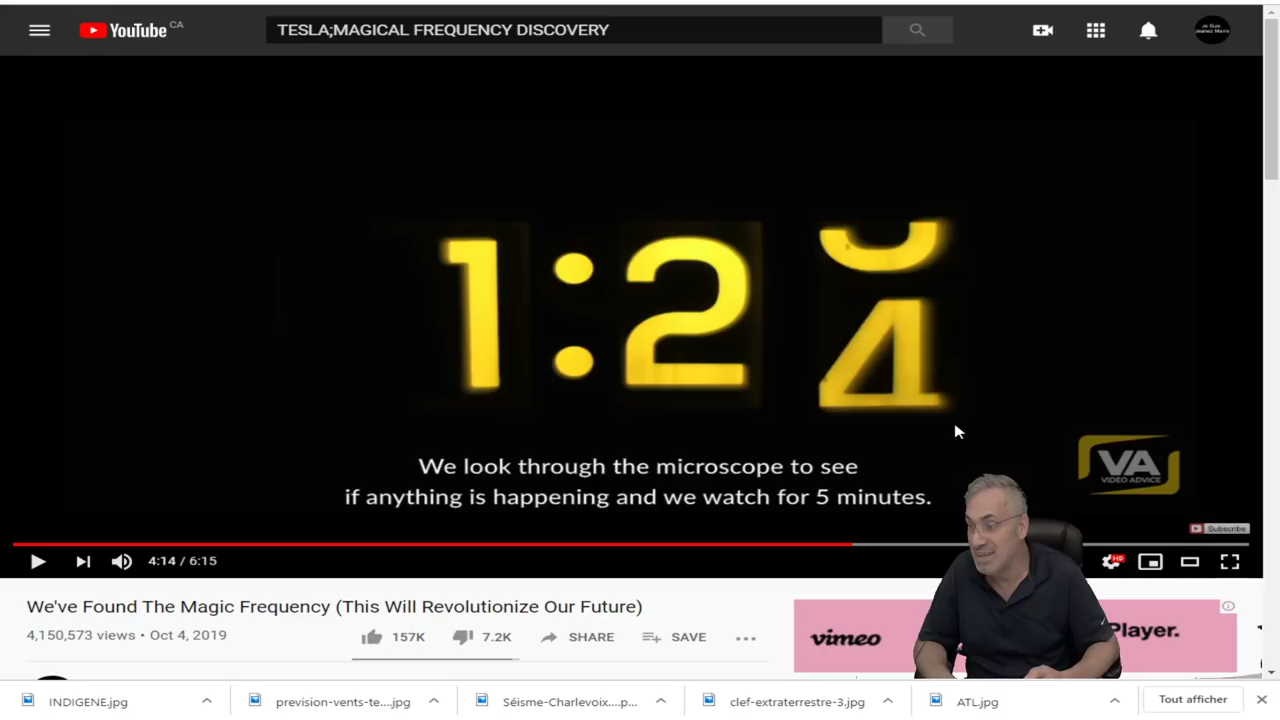 YouTube CA
TESLA;MAGICAL FREQUENCY DISCOVERY
1:2 4
We look through the microscope to see
if anything is happening and we watch for 5 minutes.
VA
VIDEO ADVICE
Subscribe
4:14 / 6:15
HD
We've Found The Magic Frequency (This Will Revolutionize Our Future)
4,150,573 views • Oct 4, 2019
157K
7.2K
SHARE
SAVE
vimeo
Player.
INDIGENE.jpg
prevision-vents-te....jpg
Séisme-Charlevoix....p...
clef-extraterrestre-3.jpg
ATL.jpg
Tout afficher